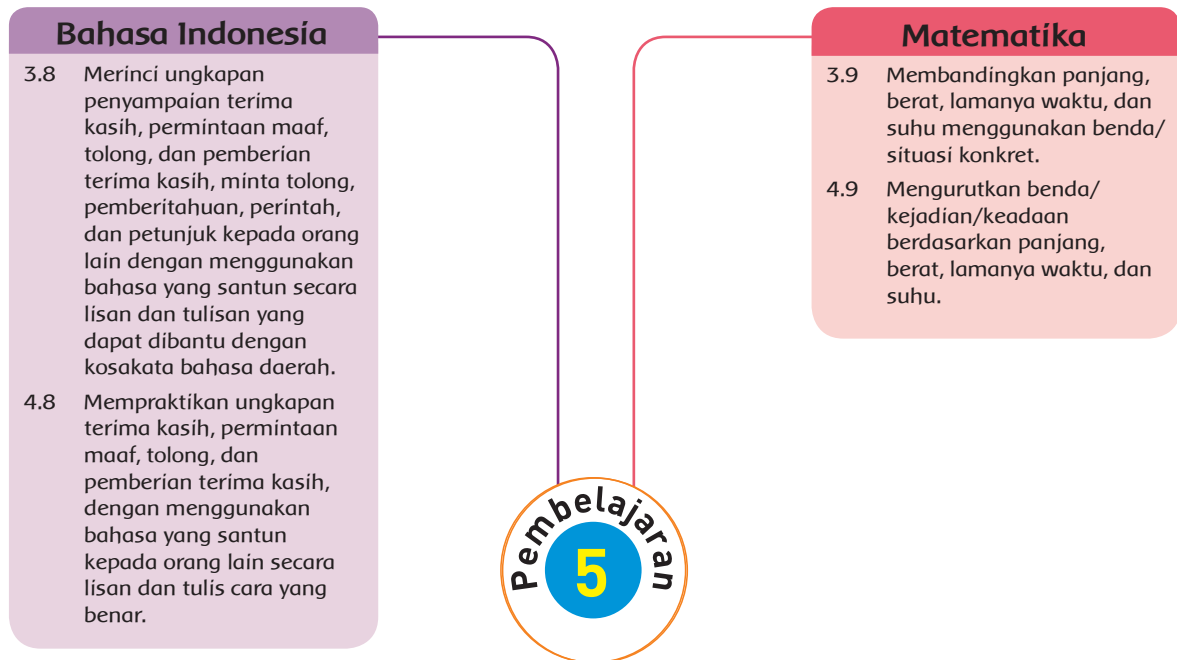 Bahasa Indonesia
3.8 Merinci ungkapan
penyampaian terima
kasih, permintaan maaf,
tolong, dan pemberian
terima kasih, minta tolong,
pemberitahuan, perintah,
dan petunjuk kepada orang
lain dengan menggunakan
bahasa yang santun secara
lisan dan tulisan yang
dapat dibantu dengan
kosakata bahasa daerah.
4.8 Mempraktikan ungkapan
terima kasih, permintaan
maaf, tolong, dan
pemberian terima kasih,
dengan menggunakan
bahasa yang santun
kepada orang lain secara
lisan dan tulis cara yang
benar.
Matematika
3.9 Membandingkan panjang,
berat, lamanya waktu, dan
suhu menggunakan benda/
situasi konkret.
4.9 Mengurutkan benda/
kejadian/keadaan
berdasarkan panjang,
berat, lamanya waktu, dan
suhu.
Pembelajaran
5